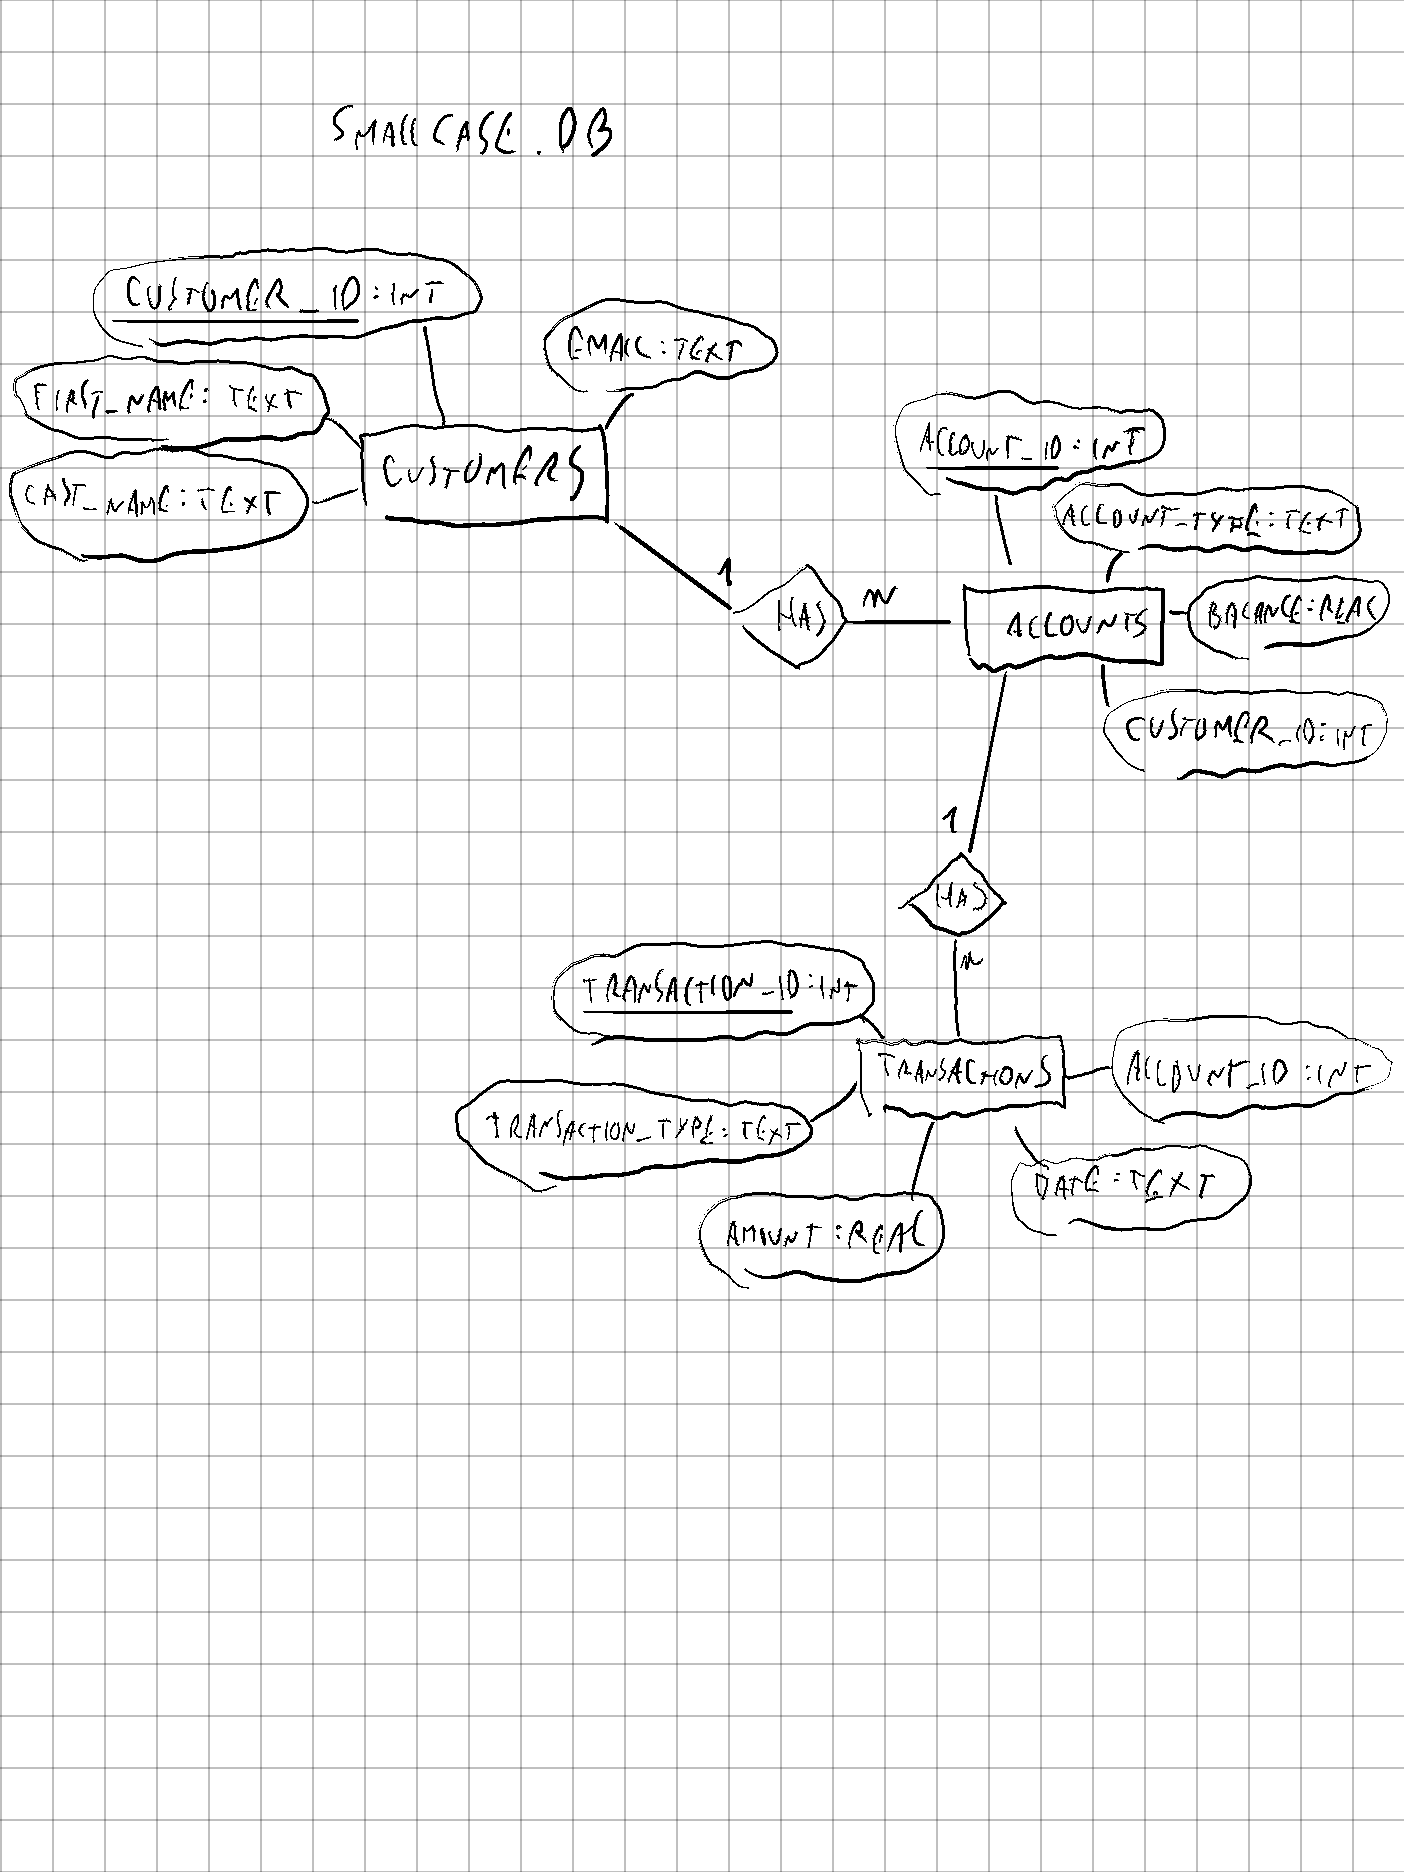 SMALLCASE.DB
CUSTOMER_ID:INT
EMAIL:TEXT
FIRST_NAME:TEXT
LAST_NAME:TEXT
CUSTOMERS
ACCOUNT_ID:INT
ACCOUNT_TYPE:TEXT
1
HAS
n
ACCOUNTS
BALANCE:REAL
CUSTOMER_ID:INT
1
HAS
n
TRANSACTION_ID:INT
TRANSACTIONS
ACCOUNT_ID:INT
TRANSACTION_TYPE:TEXT
DATE:TEXT
AMOUNT:REAL